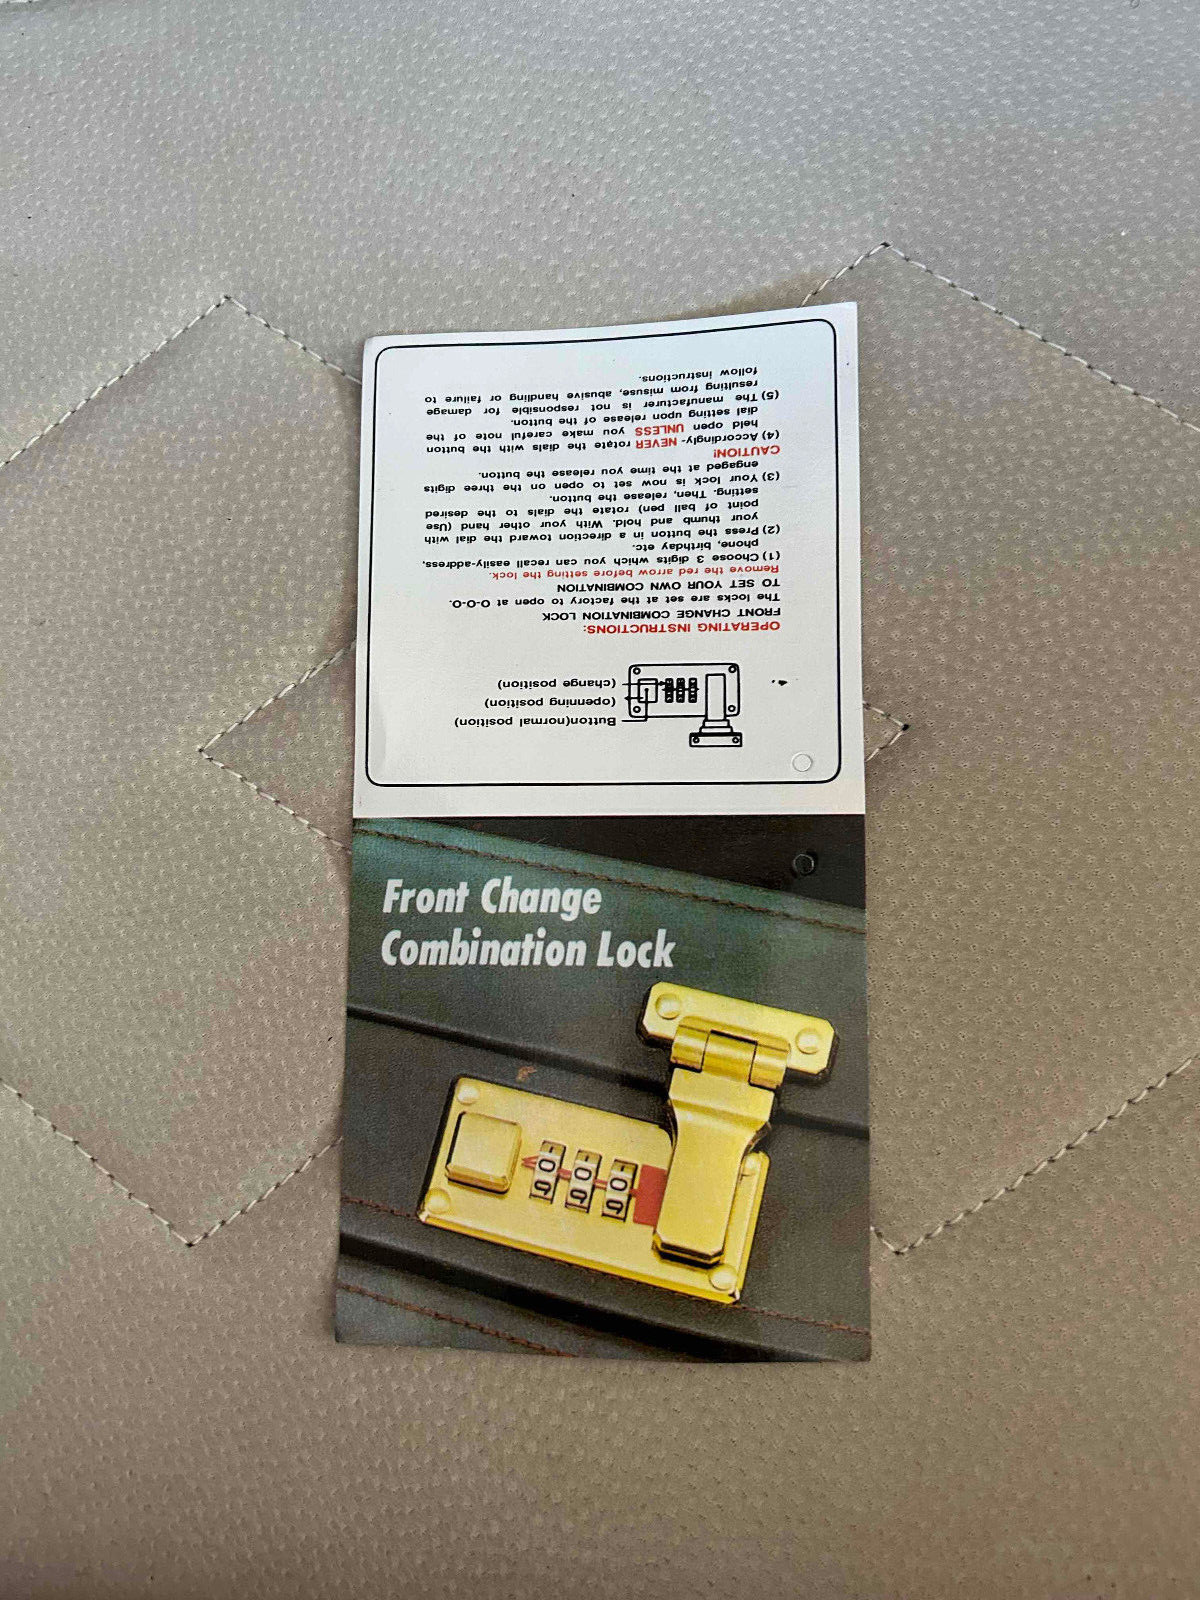 Button(normal position)
(openning position)
(change position)
OPERATING INSTRUCTIONS:
FRONT CHANGE COMBINATION LOCK
The locks are set at the factory to open at 0-0-0.
TO SET YOUR OWN COMBINATION
Remove the red arrow before setting the lock.
(1) Choose 3 digits which you can recall easily-address,
phone, birthday etc.
(2) Press the button in a direction toward the dial with
your thumb and hold. With your other hand (Use
point of ball pen) rotate the dials to the desired
setting. Then, release the button.
(3) Your lock is now set to open on the three digits
engaged at the time you release the button.
CAUTION!
(4) Accordingly- NEVER rotate the dials with the button
held open UNLESS you make careful note of the
dial setting upon release of the button.
(5) The manufacturer is not responsible for damage
resulting from misuse, abusive handling or failure to
follow instructions.
Front Change
Combination Lock
0 0 0